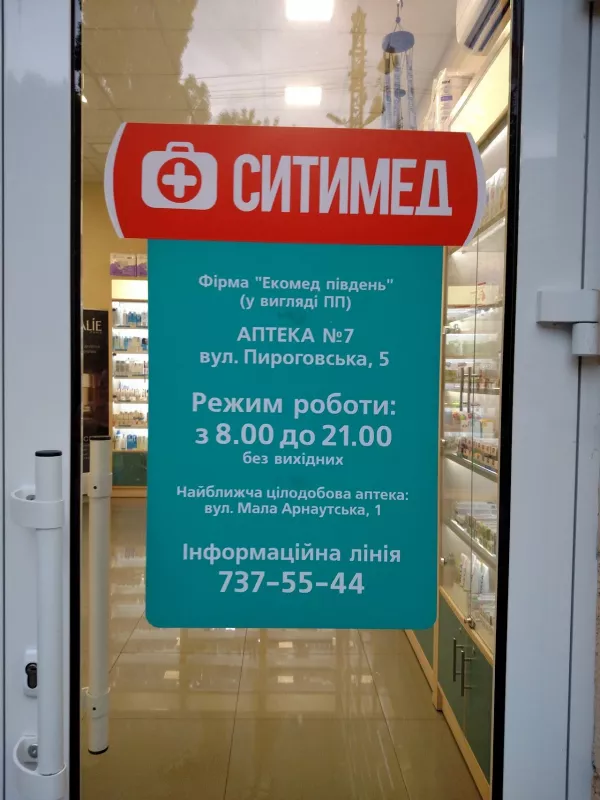 СИТИМЕД
Фірма "Екомед південь"
(у вигляді ПП)
АПТЕКА №7
вул. Пироговська, 5
Режим роботи:
з 8.00 до 21.00
без вихідних
Найближча цілодобова аптека:
вул. Мала Арнаутська, 1
Інформаційна лінія
737-55-44
ALIE